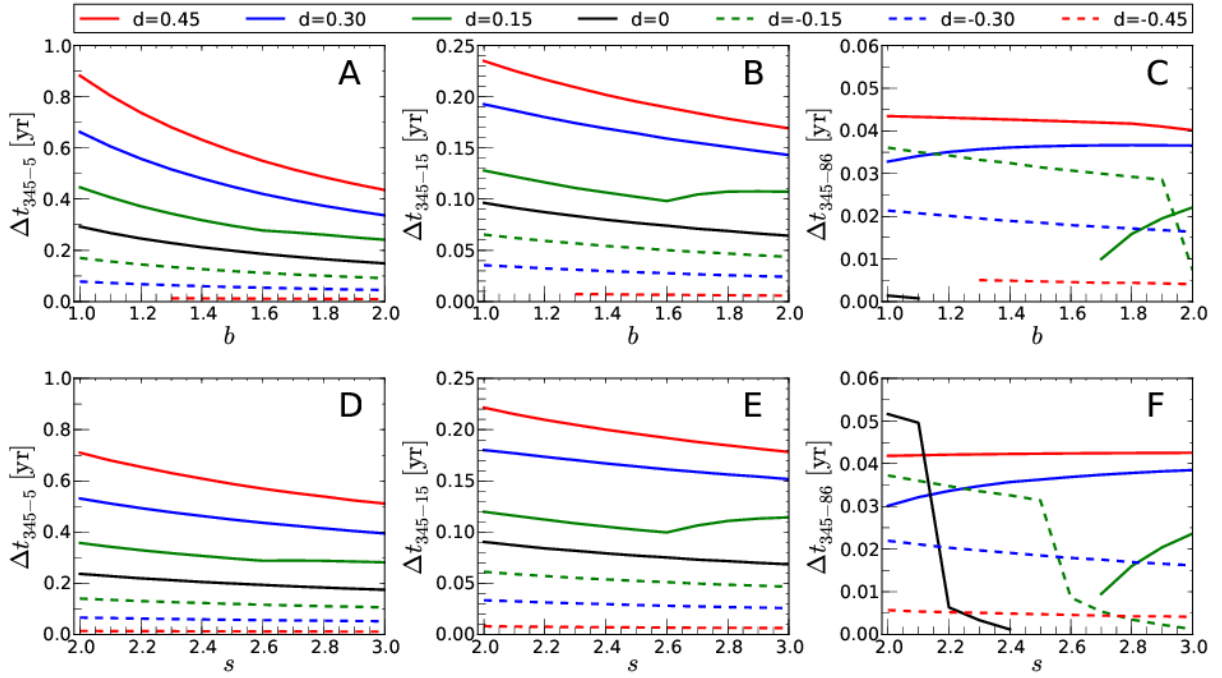 d=0.45 d=0.30 d=0.15 d=0 d=-0.15 d=-0.30 d=-0.45
A
Δt345−5 [yr]
1.0
0.8
0.6
0.4
0.2
0.0
1.0 1.2 1.4 1.6 1.8 2.0
b
B
Δt345−15 [yr]
0.25
0.20
0.15
0.10
0.05
0.00
1.0 1.2 1.4 1.6 1.8 2.0
b
C
Δt345−86 [yr]
0.06
0.05
0.04
0.03
0.02
0.01
0.00
1.0 1.2 1.4 1.6 1.8 2.0
b
D
Δt345−5 [yr]
1.0
0.8
0.6
0.4
0.2
0.0
2.0 2.2 2.4 2.6 2.8 3.0
s
E
Δt345−15 [yr]
0.25
0.20
0.15
0.10
0.05
0.00
2.0 2.2 2.4 2.6 2.8 3.0
s
F
Δt345−86 [yr]
0.06
0.05
0.04
0.03
0.02
0.01
0.00
2.0 2.2 2.4 2.6 2.8 3.0
s